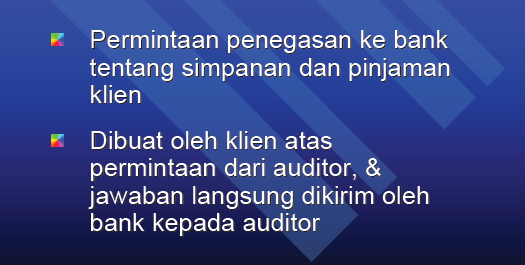 Permintaan penegasan ke bank
tentang simpanan dan pinjaman
klien
Dibuat oleh klien atas
permintaan dari auditor, &
jawaban langsung dikirim oleh
bank kepada auditor